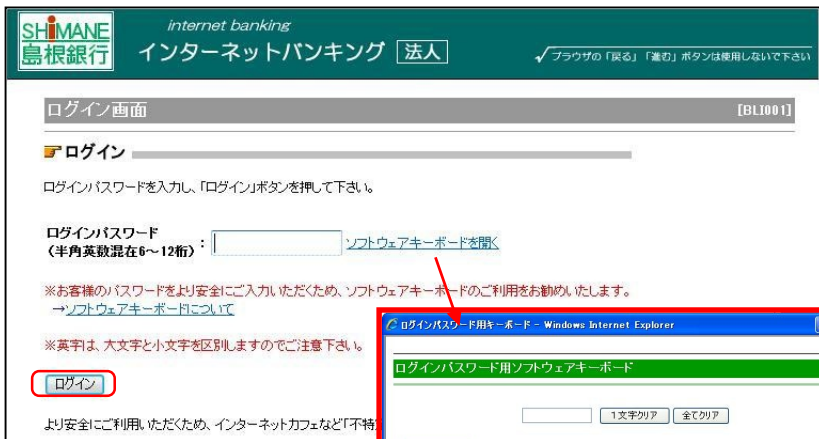 SHIMANE
島根銀行
internet banking
インターネットバンキング 法人
ブラウザの「戻る」「進む」ボタンは使用しないで下さい
ログイン画面 [BLI001]
ログイン
ログインパスワードを入力し、「ログイン」ボタンを押して下さい。
ログインパスワード
(半角英数混在6~12桁) : ソフトウェアキーボードを開く
※お客様のパスワードをより安全にご入力いただくため、ソフトウェアキーボードのご利用をお勧めいたします。
→ソフトウェアキーボードについて
※英字は、大文字と小文字を区別しますのでご注意下さい。
ログイン
より安全にご利用いただくため、インターネットカフェなど「不特
ログインパスワード用キーボード - Windows Internet Explorer
ログインパスワード用ソフトウェアキーボード
1文字クリア 全てクリア